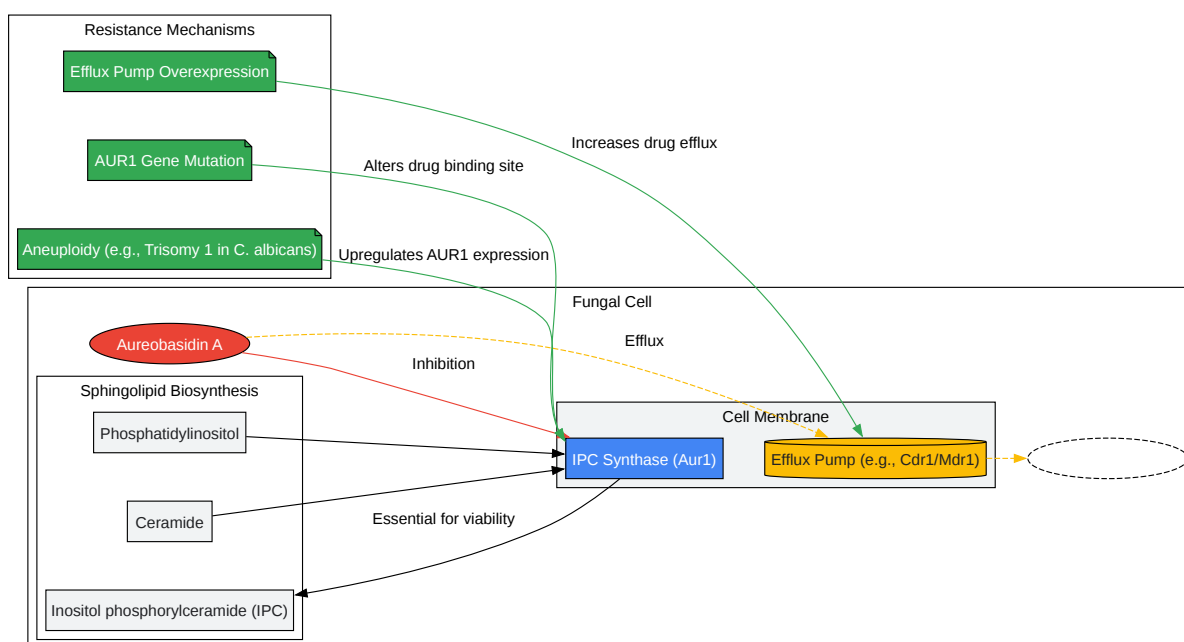 Resistance Mechanisms
Efflux Pump Overexpression
Increases drug efflux
AUR1 Gene Mutation
Alters drug binding site
Aneuploidy (e.g., Trisomy 1 in C. albicans)
Upregulates AUR1 expression
Fungal Cell
Aureobasidin A
Efflux
Inhibition
Sphingolipid Biosynthesis
Cell Membrane
Phosphatidylinositol
IPC Synthase (Aur1)
Efflux Pump (e.g., Cdr1/Mdr1)
Ceramide
Essential for viability
Inositol phosphorylceramide (IPC)